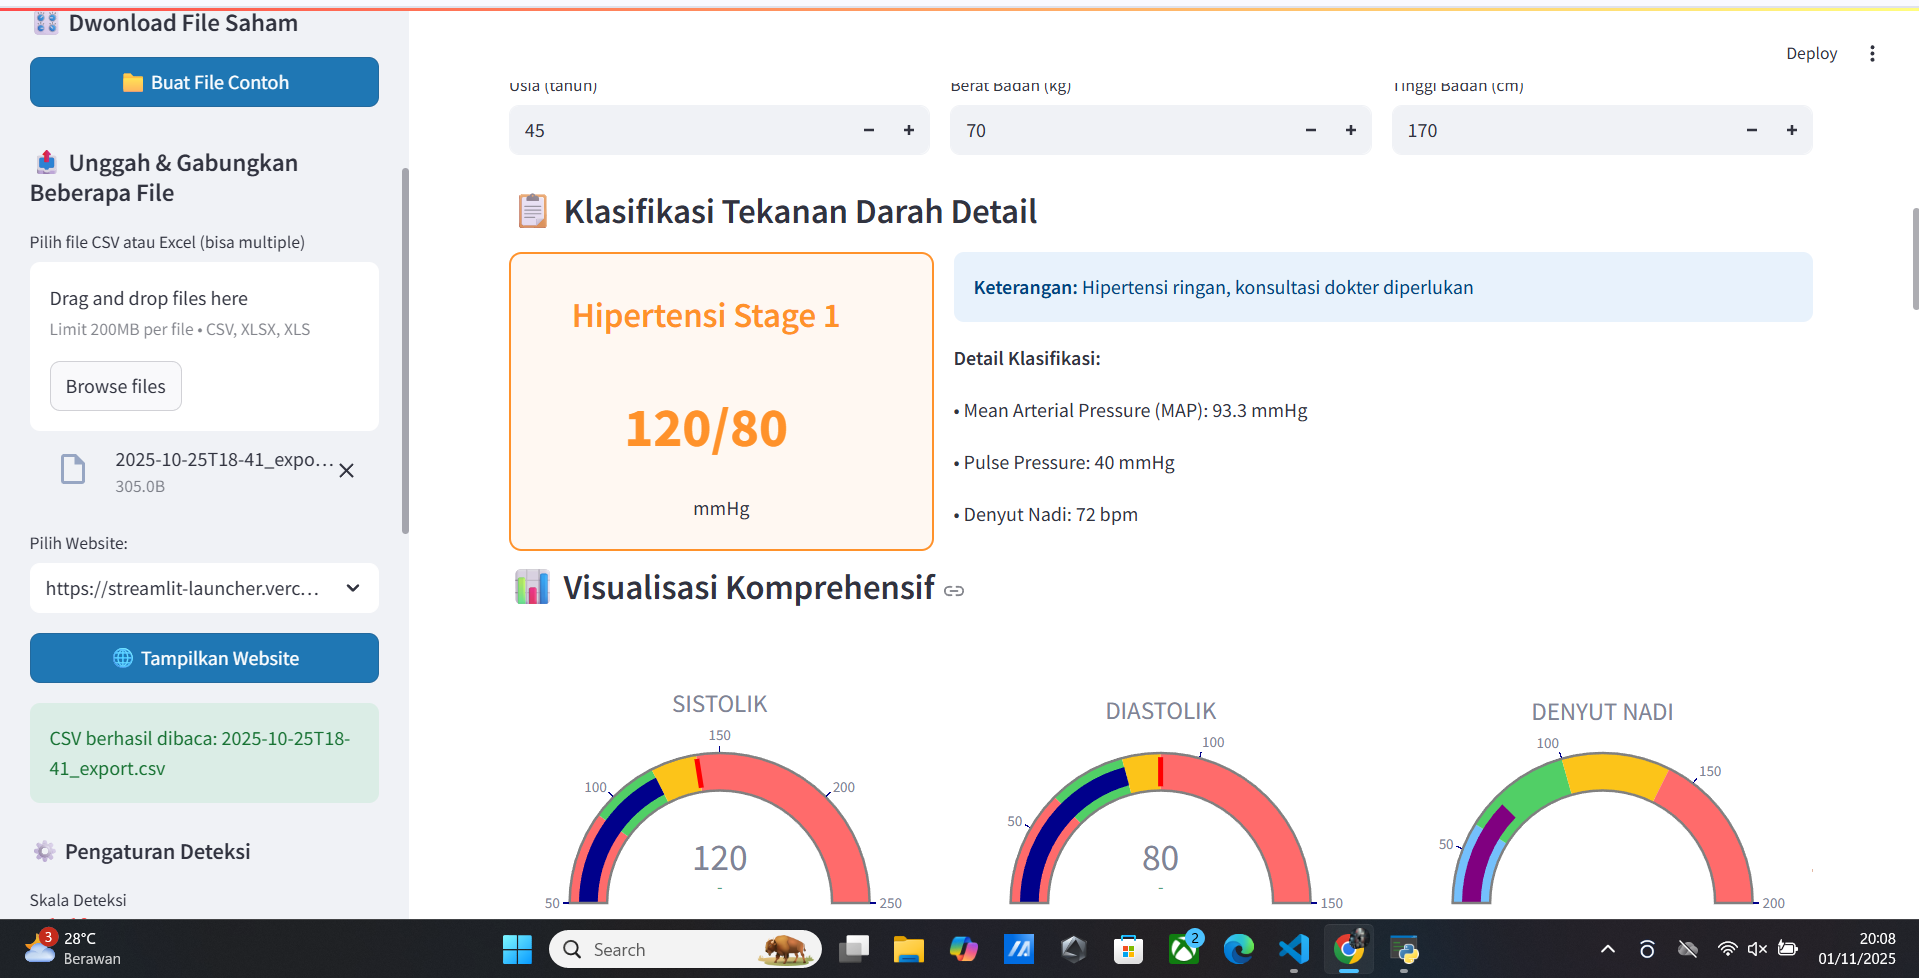 Dwonload File Saham
Buat File Contoh
Unggah & Gabungkan
Beberapa File
Pilih file CSV atau Excel (bisa multiple)
Drag and drop files here
Limit 200MB per file • CSV, XLSX, XLS
Browse files
2025-10-25T18-41_expo...
305.0B
Pilih Website:
https://streamlit-launcher.verc...
Tampilkan Website
CSV berhasil dibaca: 2025-10-25T18-
41_export.csv
Pengaturan Deteksi
Skala Deteksi
Deploy
Usia (tahun)
Berat Badan (kg)
Tinggi Badan (cm)
45
70
170
Klasifikasi Tekanan Darah Detail
Hipertensi Stage 1
120/80
mmHg
Keterangan: Hipertensi ringan, konsultasi dokter diperlukan
Detail Klasifikasi:
• Mean Arterial Pressure (MAP): 93.3 mmHg
• Pulse Pressure: 40 mmHg
• Denyut Nadi: 72 bpm
Visualisasi Komprehensif
SISTOLIK
50
100
150
200
250
120
-
DIASTOLIK
50
100
150
80
-
DENYUT NADI
50
100
150
200
3
28°C
Berawan
Search
2
20:08
01/11/2025